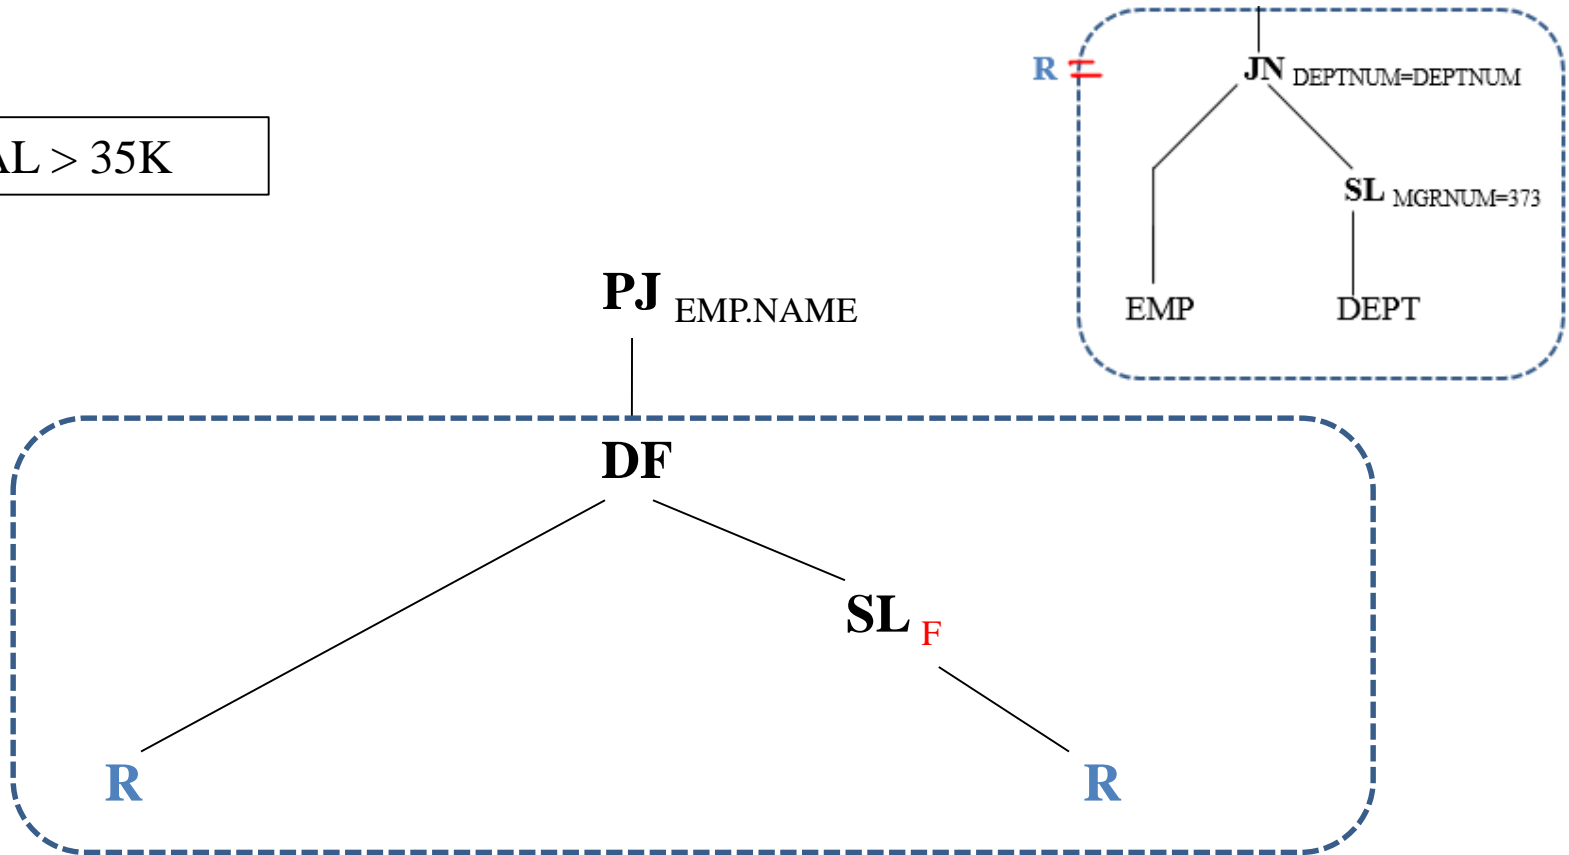 R = JN DEPTNUM=DEPTNUM
AL > 35K
SL MGRNUM=373
PJ EMP.NAME
EMP DEPT
DF
SL F
R R